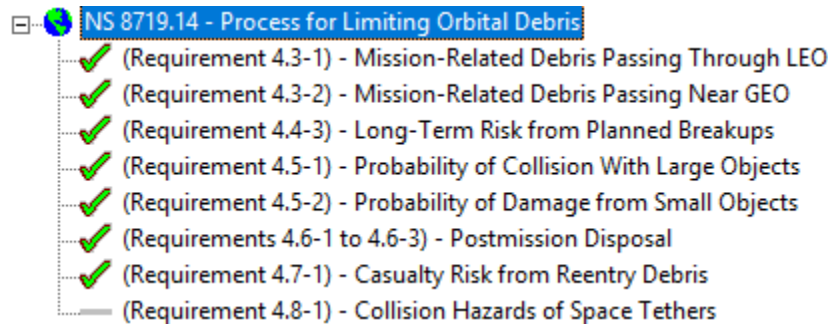 NS 8719.14 - Process for Limiting Orbital Debris
(Requirement 4.3-1) - Mission-Related Debris Passing Through LEO
(Requirement 4.3-2) - Mission-Related Debris Passing Near GEO
(Requirement 4.4-3) - Long-Term Risk from Planned Breakups
(Requirement 4.5-1) - Probability of Collision With Large Objects
(Requirement 4.5-2) - Probability of Damage from Small Objects
(Requirements 4.6-1 to 4.6-3) - Postmission Disposal
(Requirement 4.7-1) - Casualty Risk from Reentry Debris
(Requirement 4.8-1) - Collision Hazards of Space Tethers